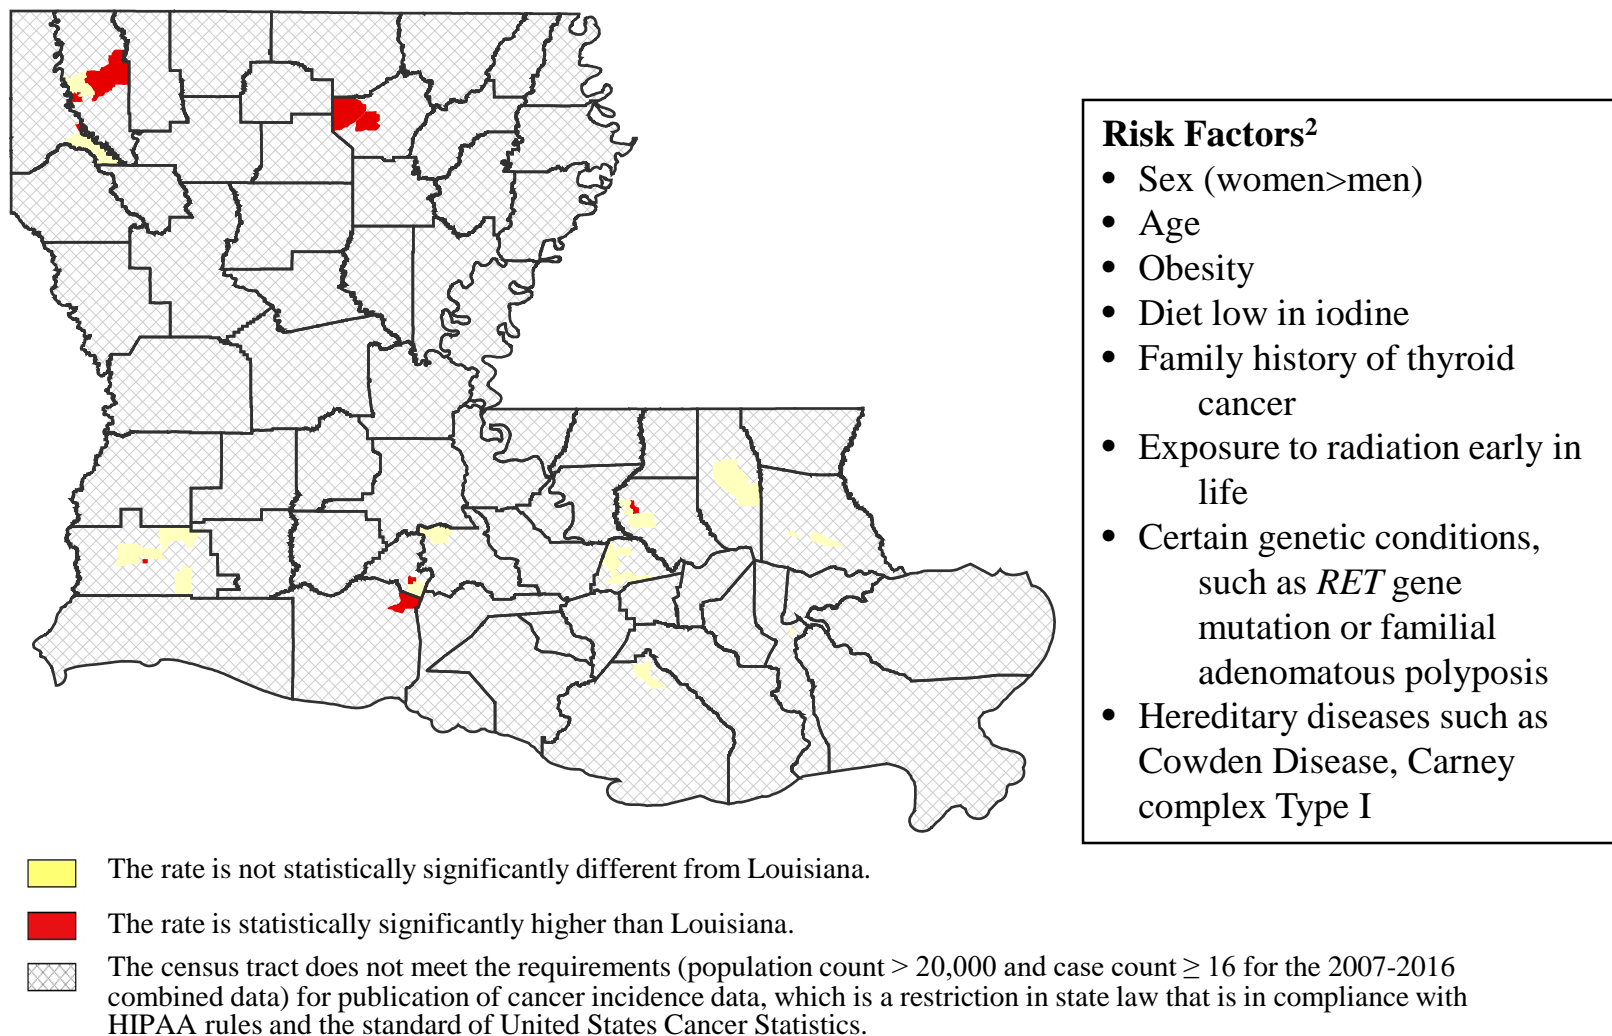 Risk Factors²
• Sex (women>men)
• Age
• Obesity
• Diet low in iodine
• Family history of thyroid
cancer
• Exposure to radiation early in
life
• Certain genetic conditions,
such as RET gene
mutation or familial
adenomatous polyposis
• Hereditary diseases such as
Cowden Disease, Carney
complex Type I
The rate is not statistically significantly different from Louisiana.
The rate is statistically significantly higher than Louisiana.
The census tract does not meet the requirements (population count > 20,000 and case count ≥ 16 for the 2007-2016
combined data) for publication of cancer incidence data, which is a restriction in state law that is in compliance with
HIPAA rules and the standard of United States Cancer Statistics.